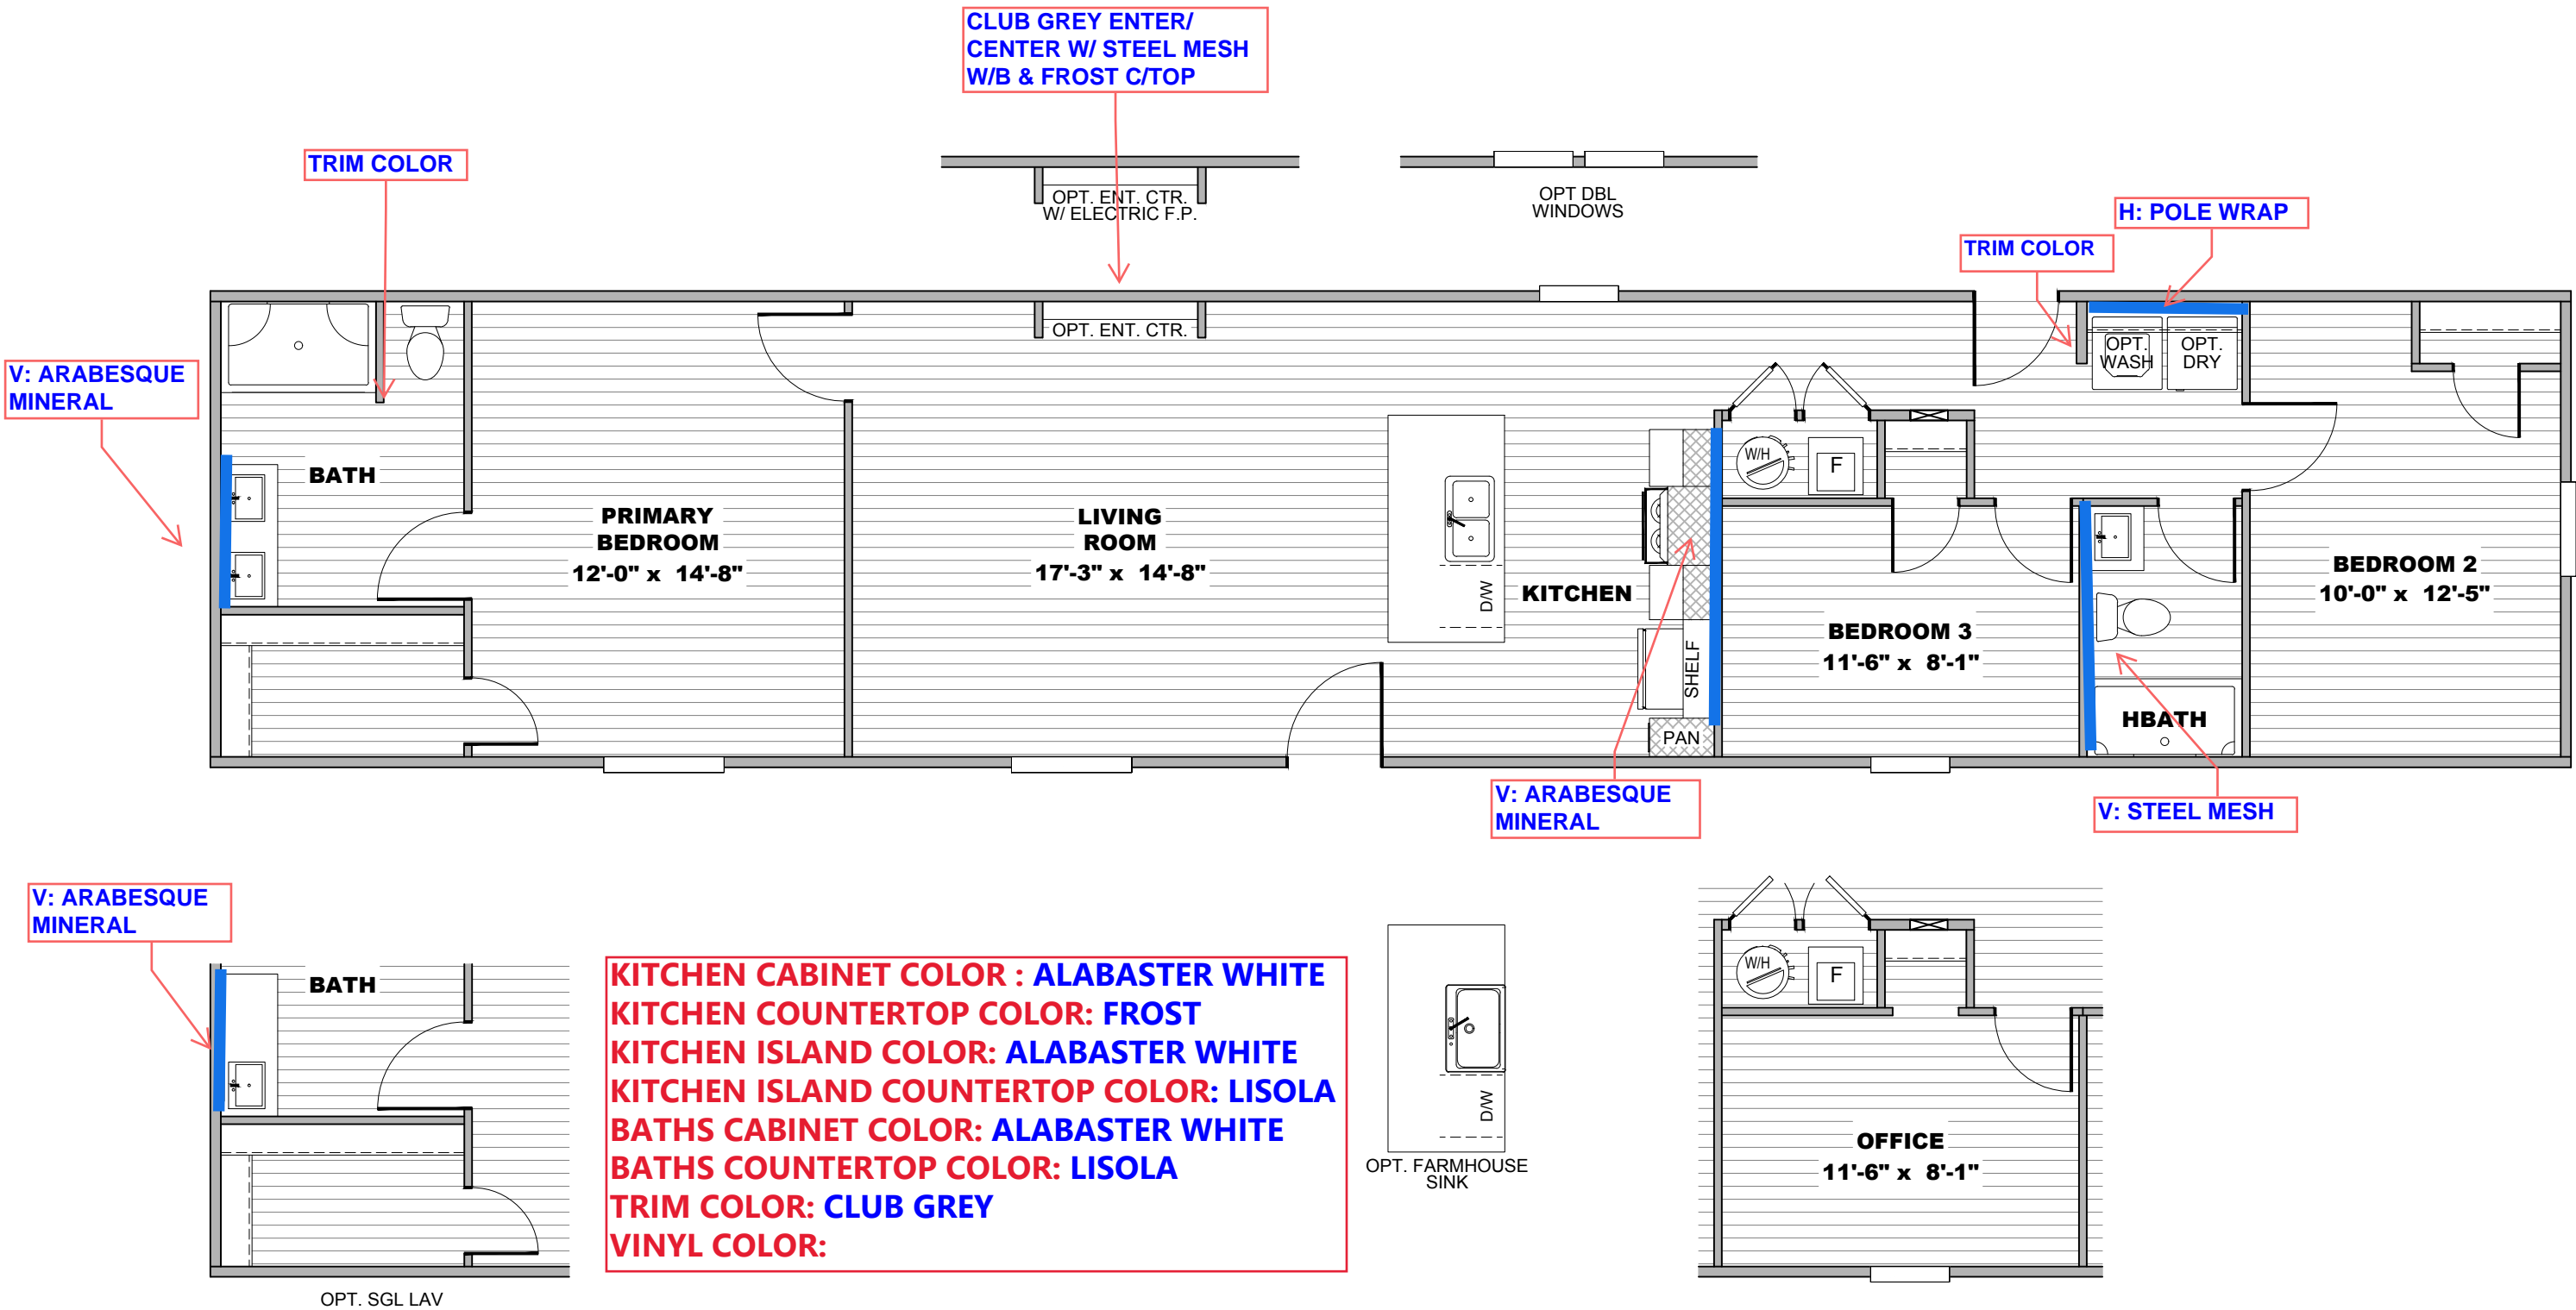 CLUB GREY ENTER/
CENTER W/ STEEL MESH
W/B & FROST C/TOP
TRIM COLOR
OPT. ENT. CTR.
W/ ELECTRIC F.P.
OPT DBL
WINDOWS
H: POLE WRAP
TRIM COLOR
V: ARABESQUE
MINERAL
OPT. ENT. CTR.
OPT.
WASH
OPT.
DRY
BATH
W/H
F
PRIMARY
BEDROOM
12'-0" x 14'-8"
LIVING
ROOM
17'-3" x 14'-8"
D/W
KITCHEN
SHELF
PAN
BEDROOM 3
11'-6" x 8'-1"
HBATH
BEDROOM 2
10'-0" x 12'-5"
V: ARABESQUE
MINERAL
V: STEEL MESH
V: ARABESQUE
MINERAL
BATH
OPT. SGL LAV
KITCHEN CABINET COLOR : ALABASTER WHITE
KITCHEN COUNTERTOP COLOR: FROST
KITCHEN ISLAND COLOR: ALABASTER WHITE
KITCHEN ISLAND COUNTERTOP COLOR: LISOLA
BATHS CABINET COLOR: ALABASTER WHITE
BATHS COUNTERTOP COLOR: LISOLA
TRIM COLOR: CLUB GREY
VINYL COLOR:
D/W
OPT. FARMHOUSE
SINK
W/H
F
OFFICE
11'-6" x 8'-1"